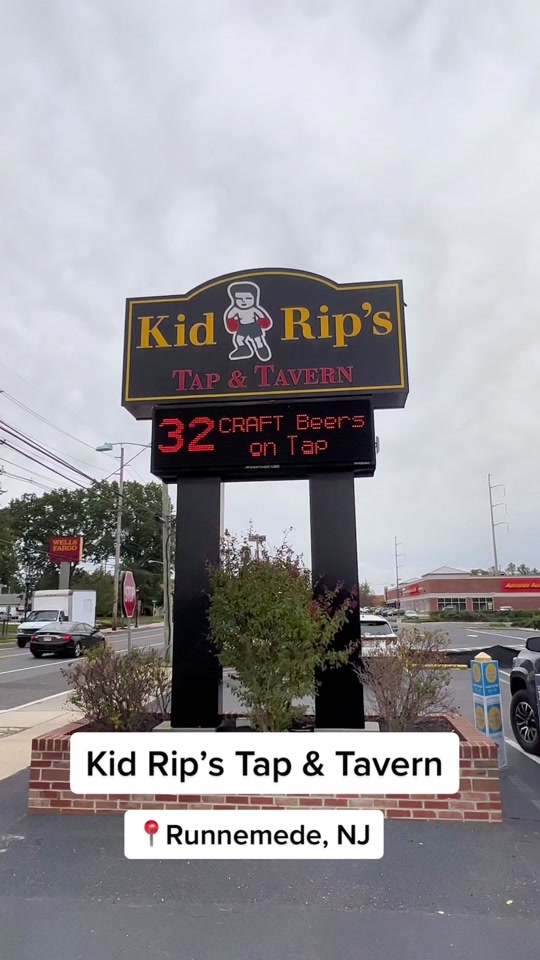 Kid Rip's
TAP & TAVERN
32 CRAFT Beers
on Tap
WELLS
FARGO
STOP
Kid Rip's Tap & Tavern
📍Runnemede, NJ